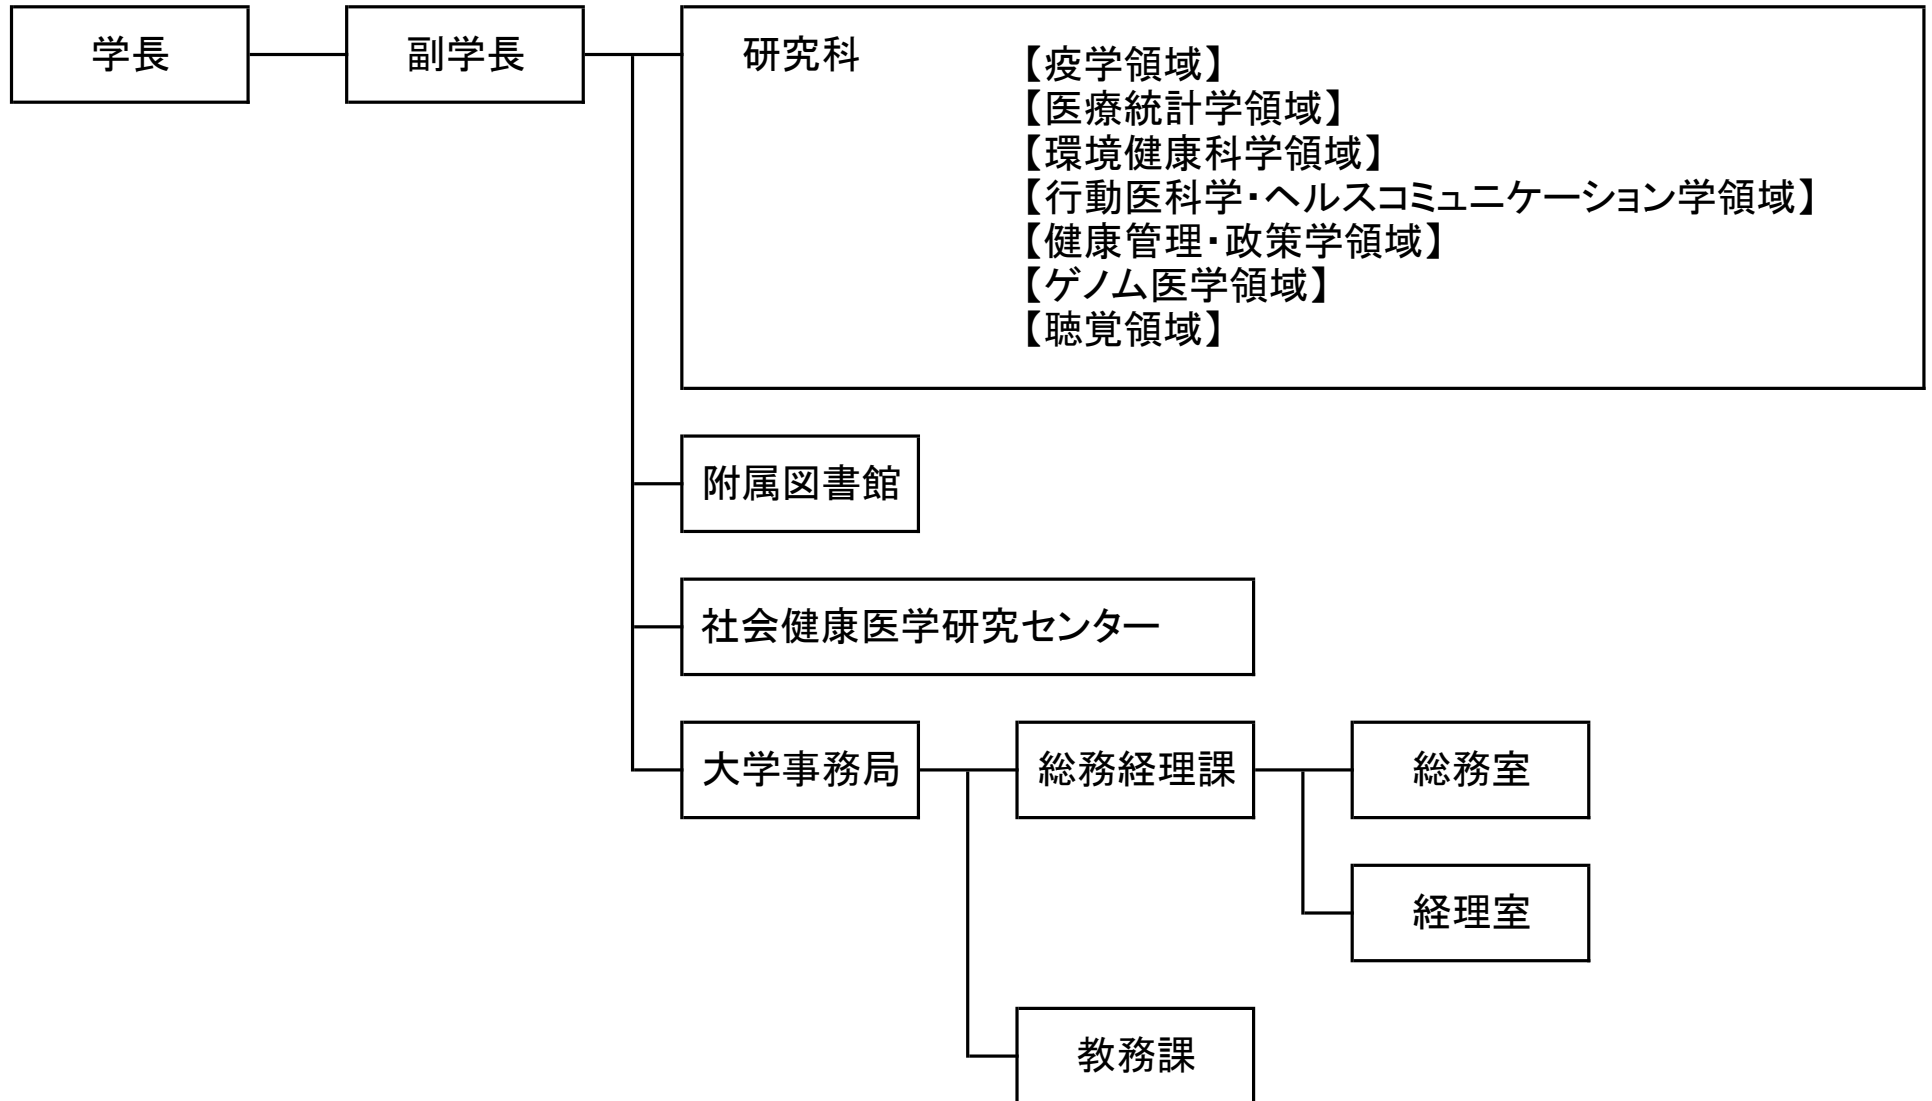 学長
副学長
研究科
【疫学領域】
【医療統計学領域】
【環境健康科学領域】
【行動医科学・ヘルスコミュニケーション学領域】
【健康管理・政策学領域】
【ゲノム医学領域】
【聴覚領域】
附属図書館
社会健康医学研究センター
大学事務局
総務経理課
総務室
経理室
教務課